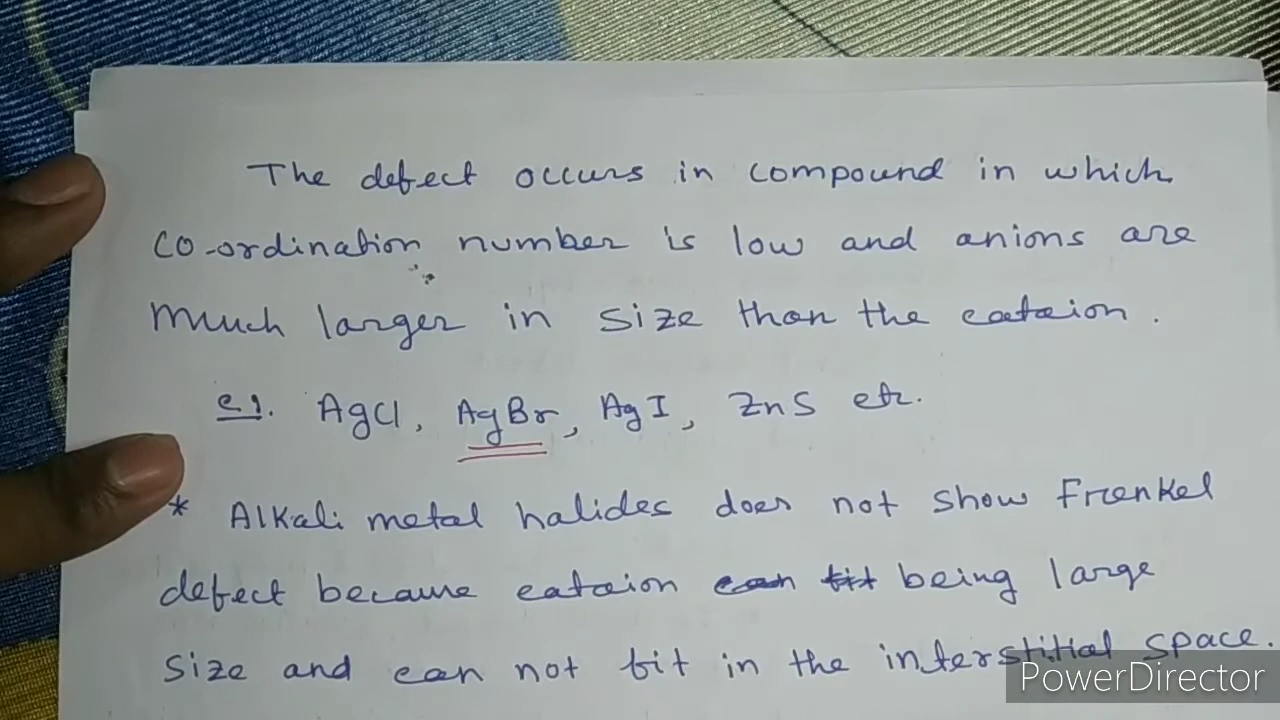 The defect occurs in compound in which
co-ordination number is low and anions are
much larger in size than the cataion.
e.g. AgCl, AgBr, AgI, ZnS etc.
* Alkali metal halides does not show Frenkel
defect because cataion can fit being large
size and can not fit in the interstitial space.
PowerDirector